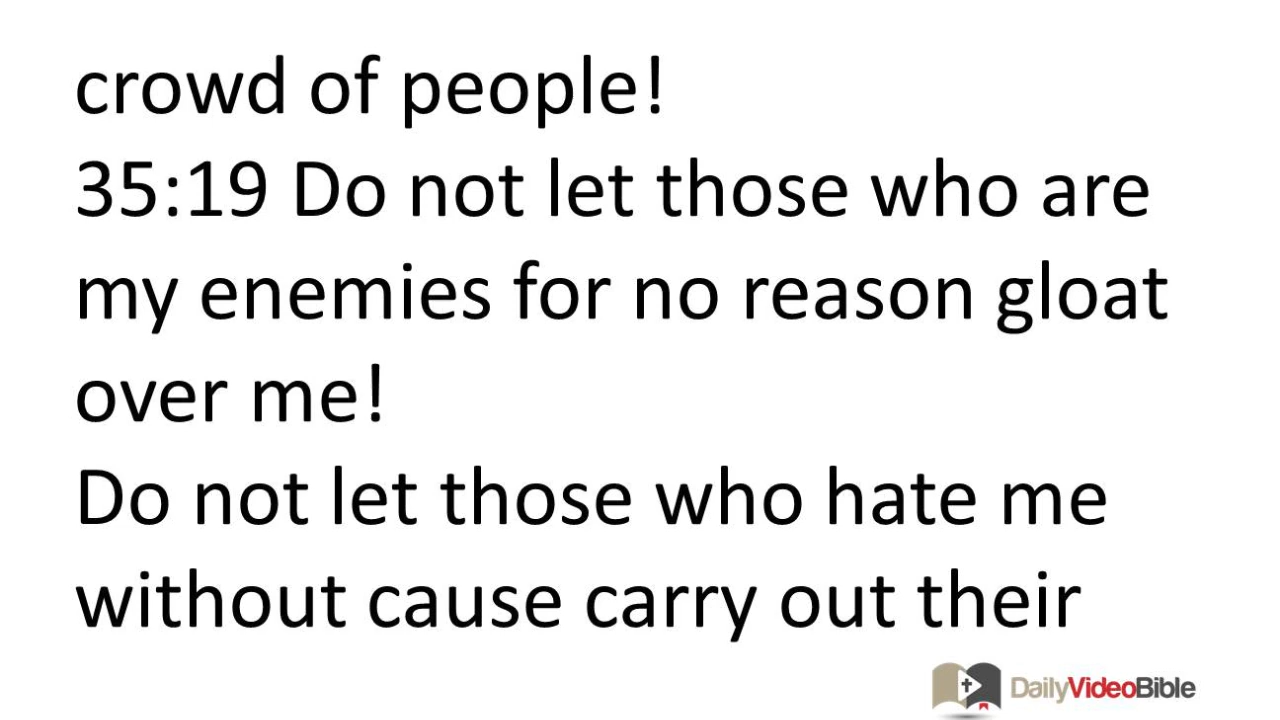 crowd of people!
35:19 Do not let those who are
my enemies for no reason gloat
over me!
Do not let those who hate me
without cause carry out their
DailyVideoBible